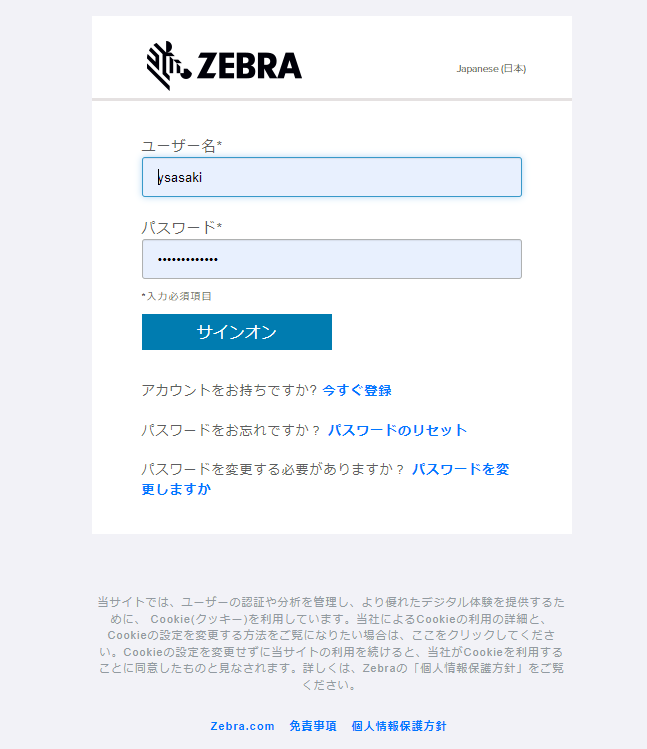 ZEBRA
Japanese (日本)
ユーザー名*
ysasaki
パスワード*
•••••••••••••
*入力必須項目
サインオン
アカウントをお持ちですか? 今すぐ登録
パスワードをお忘れですか？ パスワードのリセット
パスワードを変更する必要がありますか？ パスワードを変
更しますか
当サイトでは、ユーザーの認証や分析を管理し、より優れたデジタル体験を提供するた
めに、 Cookie(クッキー)を利用しています。当社によるCookieの利用の詳細と、
Cookieの設定を変更する方法をご覧になりたい場合は、ここをクリックしてくださ
い。Cookieの設定を変更せずに当サイトの利用を続けると、当社がCookieを利用する
ことに同意したものと見なされます。詳しくは、Zebraの「個人情報保護方針」をご覧
ください。
Zebra.com 免責事項 個人情報保護方針